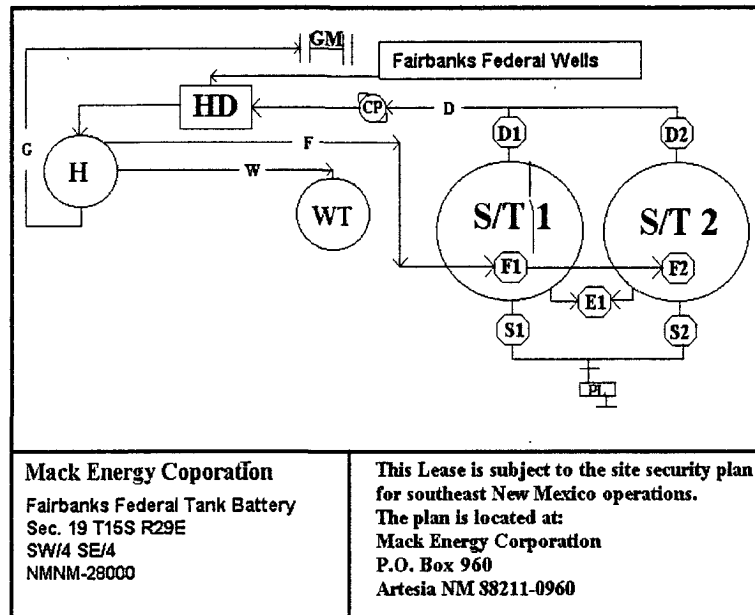 GM
Fairbanks Federal Wells
HD
CP
D
G
D1
D2
H
F
W
WT
S/T 1
S/T 2
F1
F2
E1
S1
S2
PL
Mack Energy Coporation
Fairbanks Federal Tank Battery
Sec. 19 T15S R29E
SW/4 SE/4
NMNM-28000
This Lease is subject to the site security plan
for southeast New Mexico operations.
The plan is located at:
Mack Energy Corporation
P.O. Box 960
Artesia NM 88211-0960